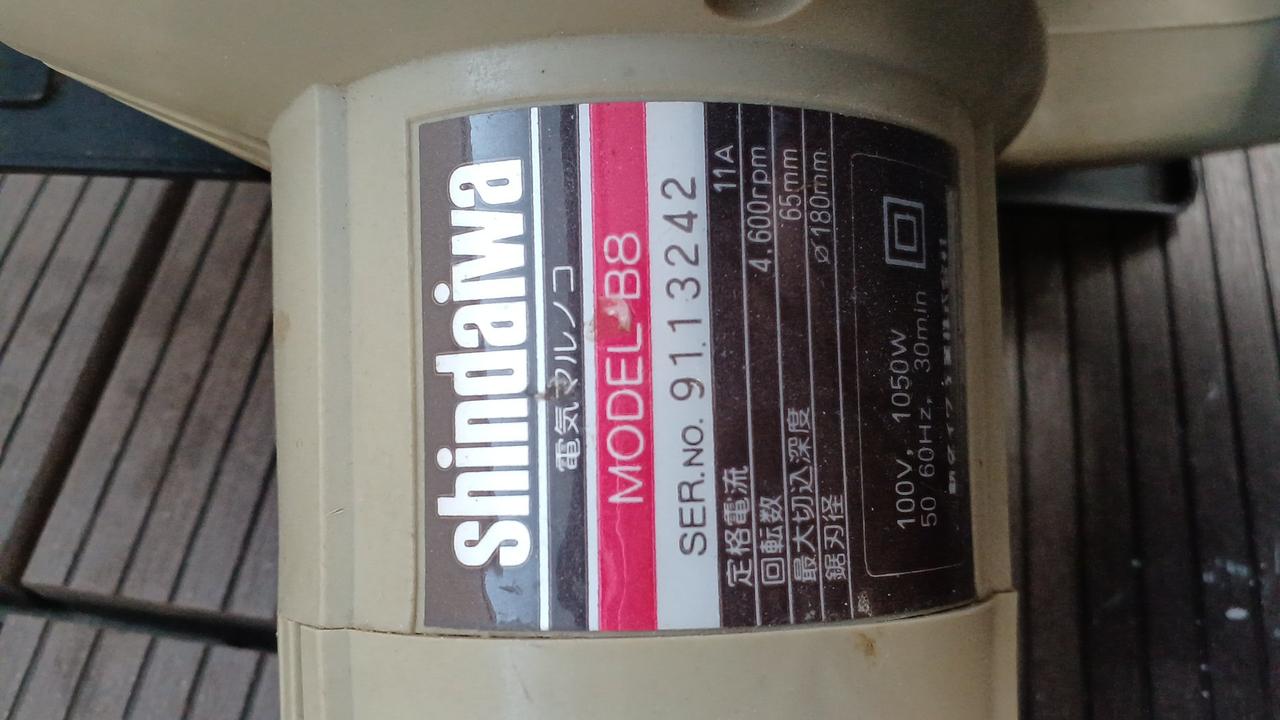 shindaiwa
電気マルノコ
MODEL B8
SER.NO. 9113242
定格電流 11A
回転数 4.600rpm
最大切込深度 65mm
鋸刃径 ø180mm
100V, 1050W
50 60Hz, 30min